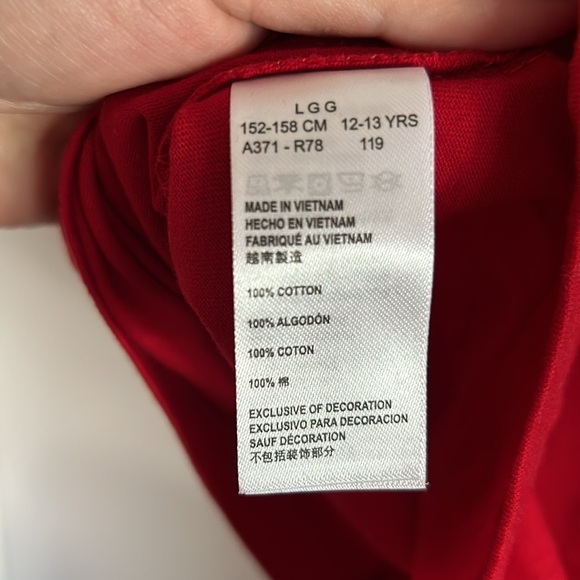 LGG
152-158 CM 12-13 YRS
A371 - R78 119
MADE IN VIETNAM
HECHO EN VIETNAM
FABRIQUÉ AU VIETNAM
越南製造
100% COTTON
100% ALGODÓN
100% COTON
100% 棉
EXCLUSIVE OF DECORATION
EXCLUSIVO PARA DECORACION
SAUF DÉCORATION
不包括装饰部分